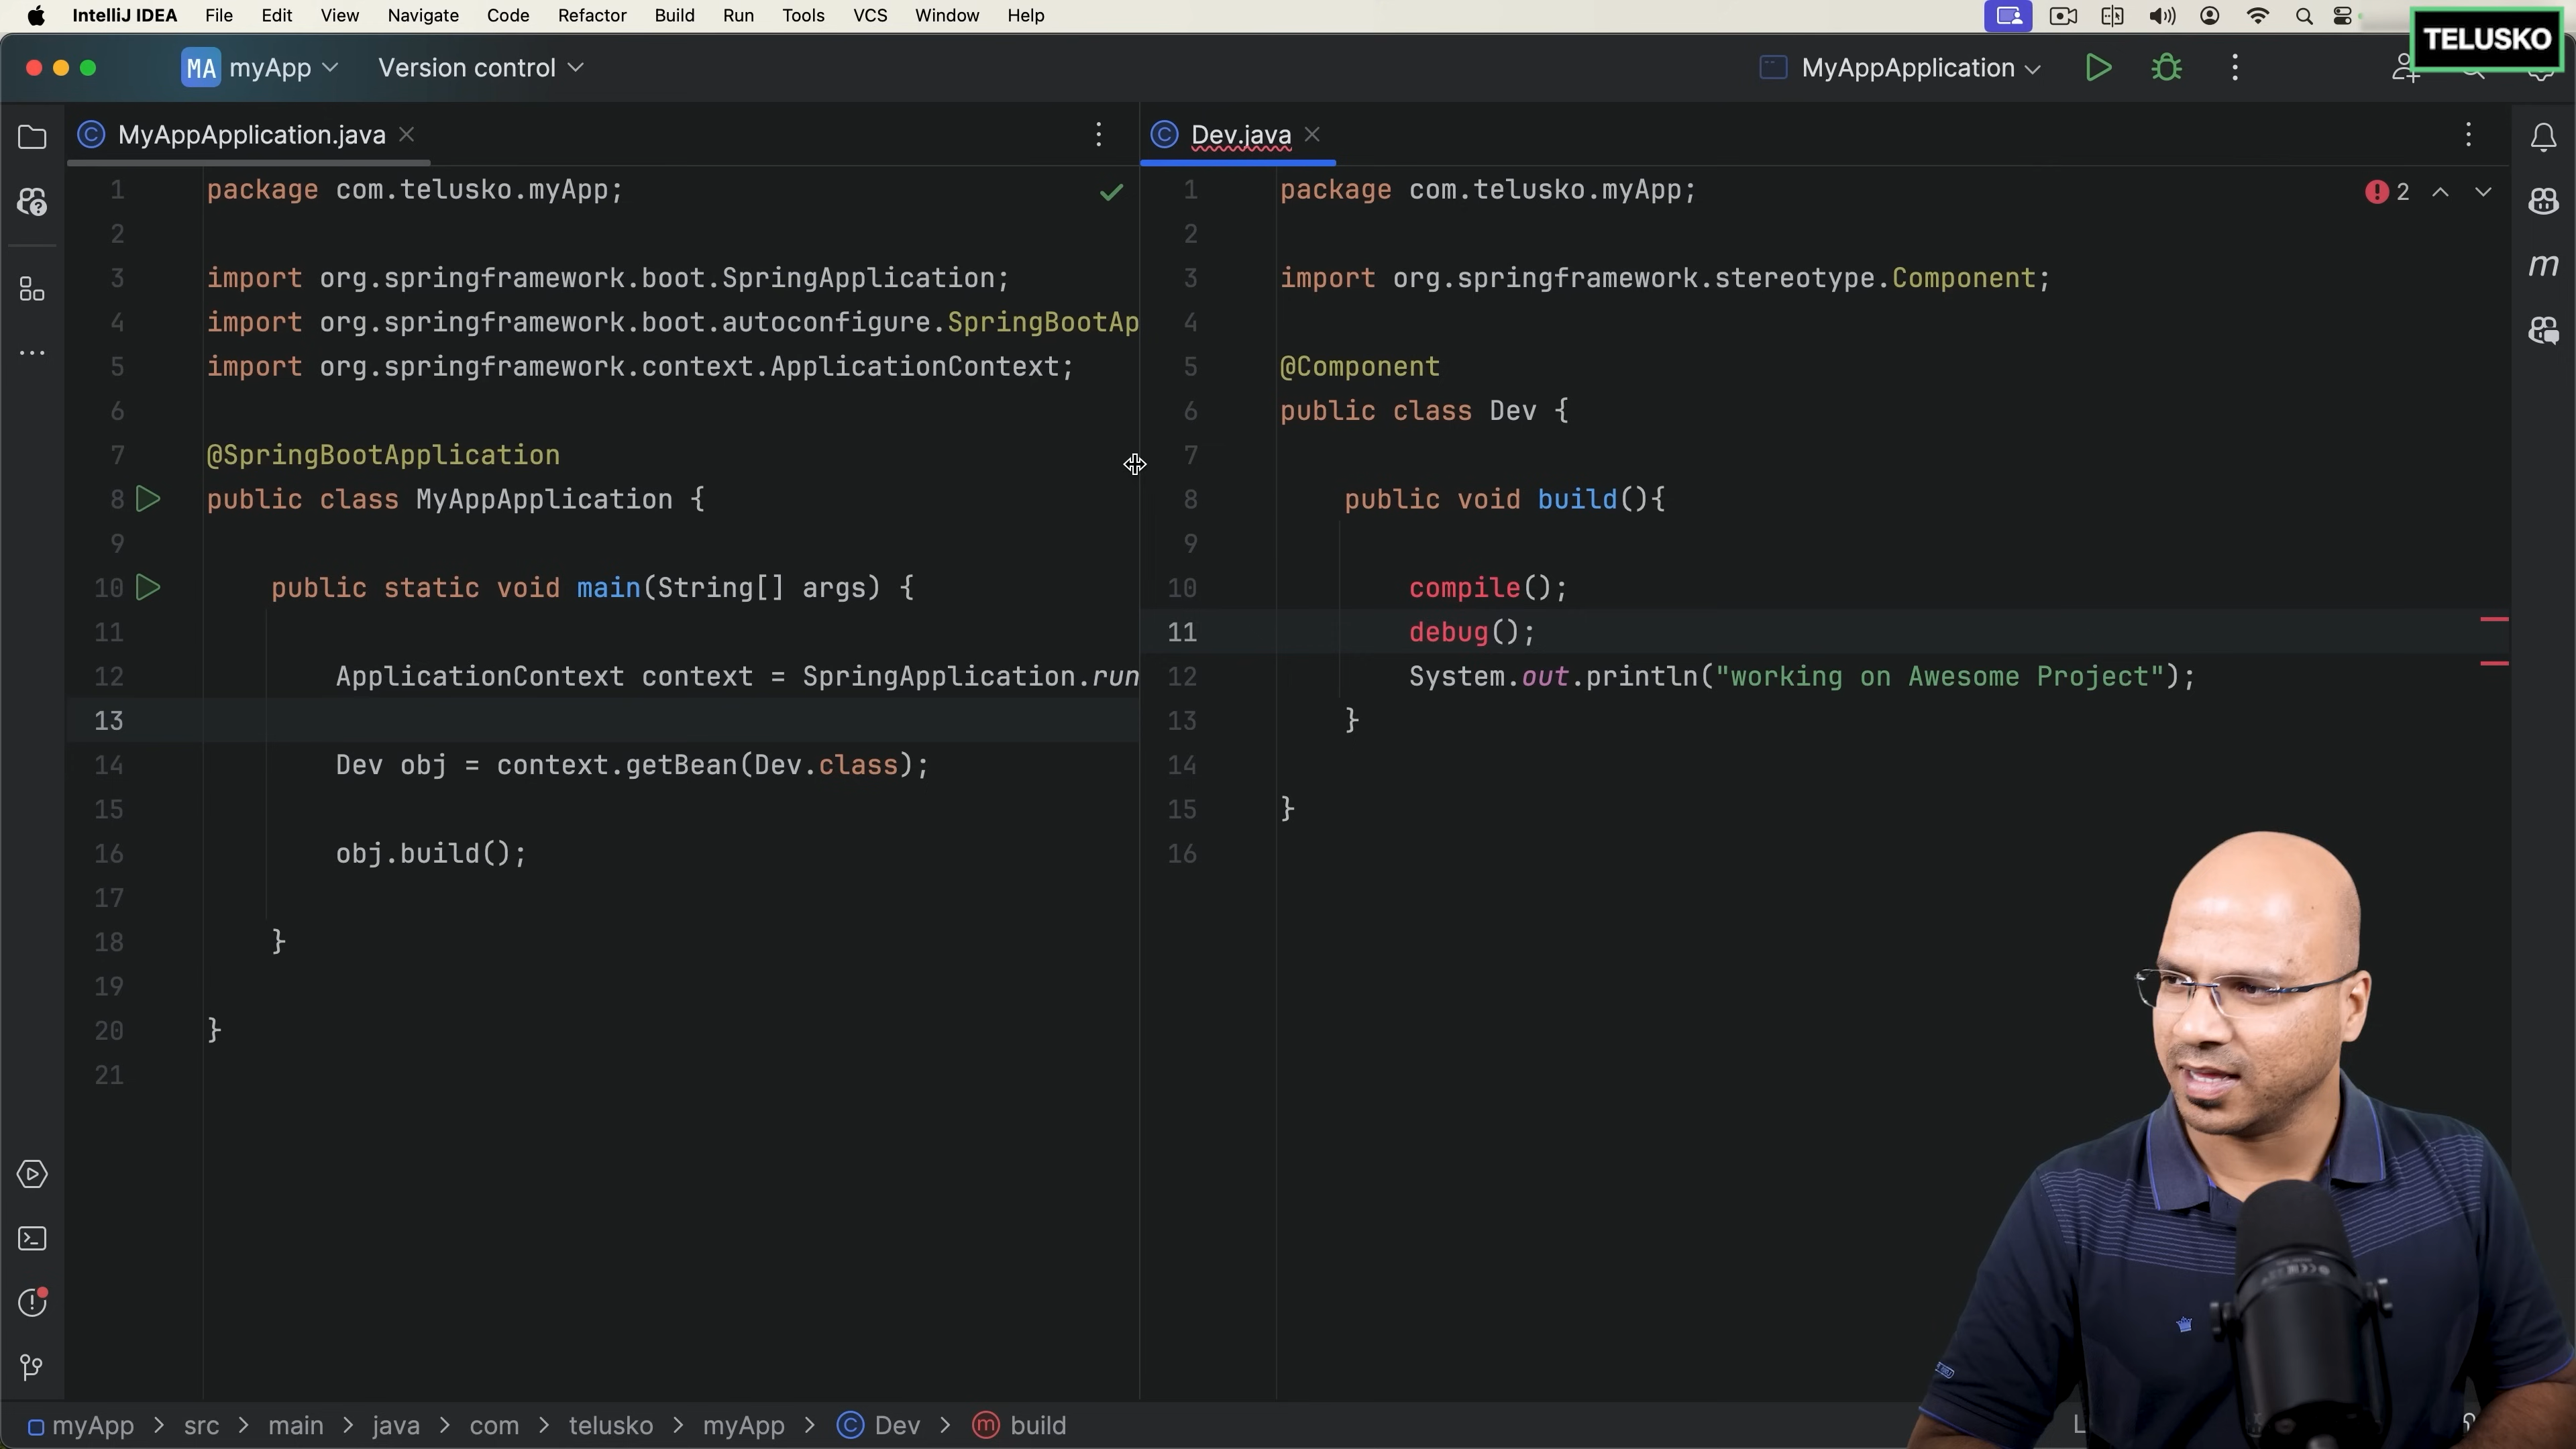 IntelliJ IDEA File Edit View Navigate Code Refactor Build Run Tools VCS Window Help
TELUSKO
MA myApp Version control MyAppApplication
MyAppApplication.java
1 package com.telusko.myApp;
2
3 import org.springframework.boot.SpringApplication;
4 import org.springframework.boot.autoconfigure.SpringBootAp
5 import org.springframework.context.ApplicationContext;
6
7 @SpringBootApplication
8 public class MyAppApplication {
9
10 public static void main(String[] args) {
11
12 ApplicationContext context = SpringApplication.run
13
14 Dev obj = context.getBean(Dev.class);
15
16 obj.build();
17
18 }
19
20 }
21
Dev.java
1 package com.telusko.myApp;
2
2
3 import org.springframework.stereotype.Component;
4
5 @Component
6 public class Dev {
7
8 public void build(){
9
10 compile();
11 debug();
12 System.out.println("working on Awesome Project");
13 }
14
15 }
16
m
myApp > src > main > java > com > telusko > myApp > Dev > build